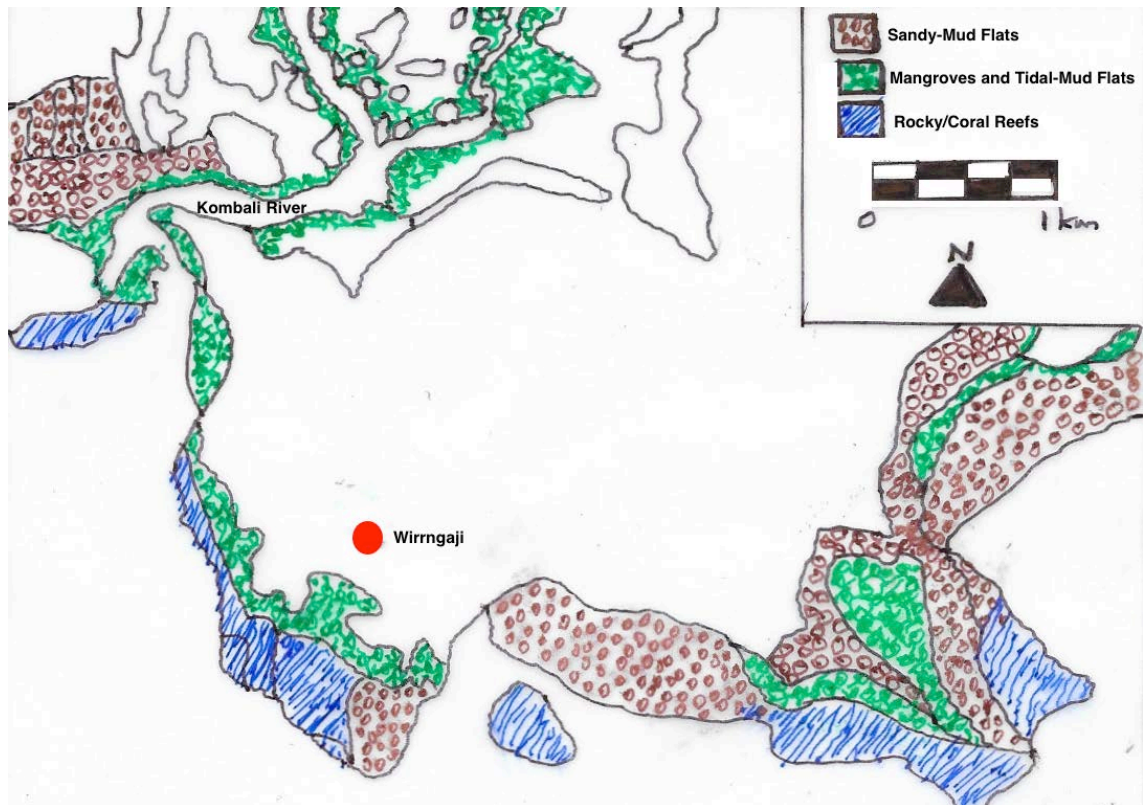 Sandy-Mud Flats
Mangroves and Tidal-Mud Flats
Rocky/Coral Reefs
0 1 km
N
Kombali River
Wirrngaji